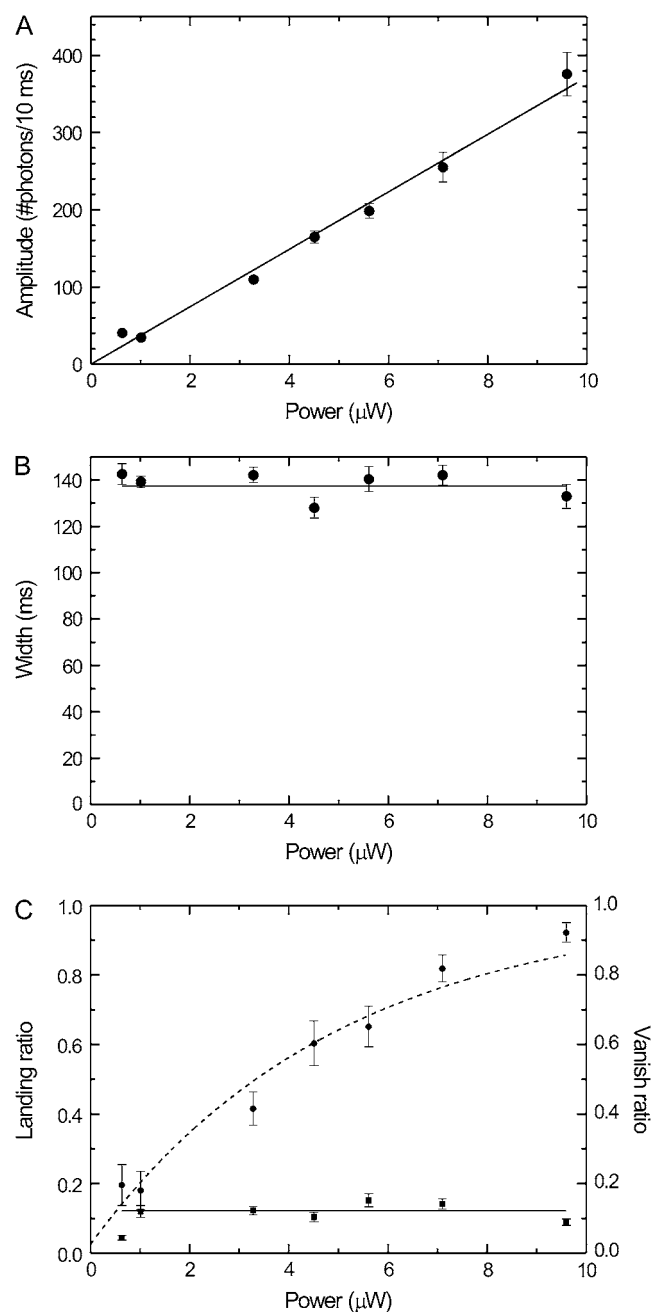 A
400
300
200
100
0
Amplitude (#photons/10 ms)
0 2 4 6 8 10
Power (μW)
B
140
120
100
80
60
40
20
0
Width (ms)
0 2 4 6 8 10
Power (μW)
C
1.0
0.8
0.6
0.4
0.2
0.0
Landing ratio
1.0
0.8
0.6
0.4
0.2
0.0
Vanish ratio
0 2 4 6 8 10
Power (μW)